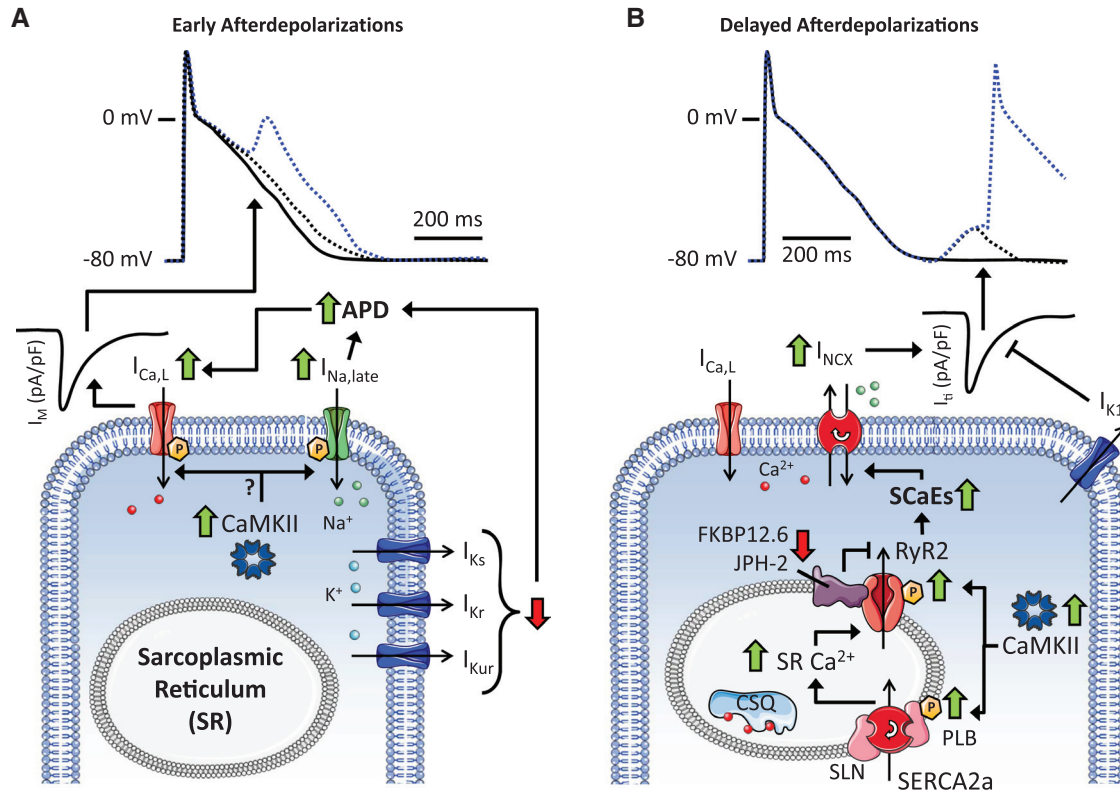 A
Early Afterdepolarizations
0 mV
-80 mV
200 ms
APD
I_M (pA/pF)
I_Ca,L
I_Na,late
P
P
?
CaMKII
Na⁺
K⁺
I_Ks
I_Kr
I_Kur
Sarcoplasmic
Reticulum
(SR)
B
Delayed Afterdepolarizations
0 mV
-80 mV
200 ms
I_Ca,L
I_NCX
I_ti (pA/pF)
I_K1
Ca²⁺
SCaEs
FKBP12.6
JPH-2
RyR2
P
CaMKII
SR Ca²⁺
CSQ
P
PLB
SLN
SERCA2a